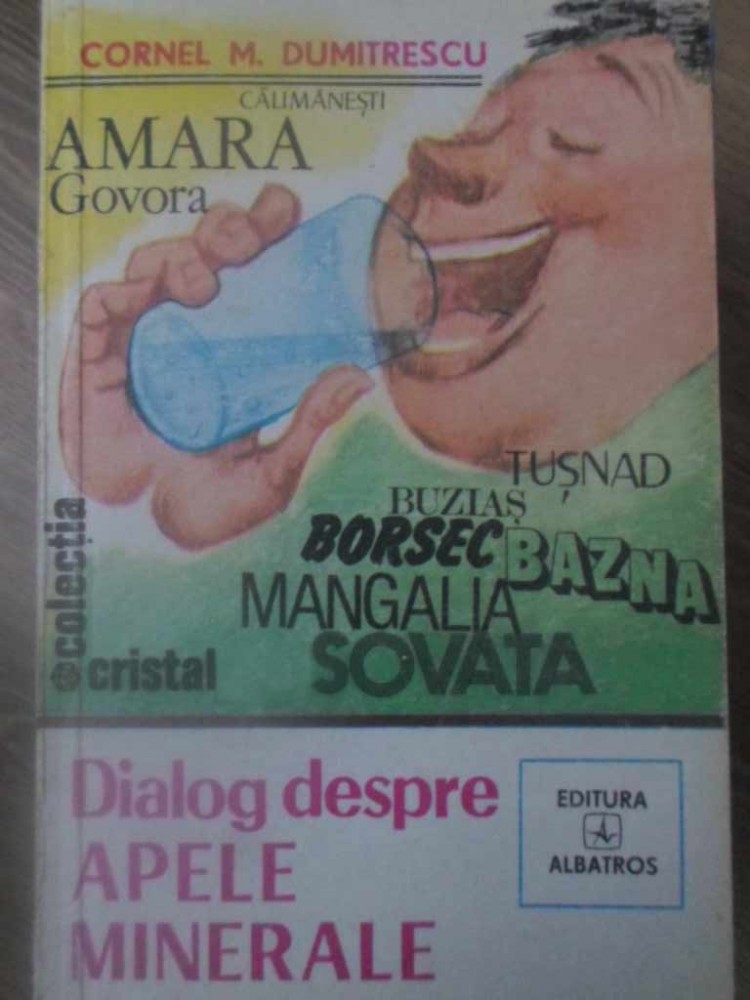 CORNEL M. DUMITRESCU
CĂLIMĂNEȘTI
AMARA
Govora
TUȘNAD
BUZIAȘ
BORSEC
BAZNA
MANGALIA
SOVATA
colecția
cristal
Dialog despre
APELE
MINERALE
EDITURA
ALBATROS